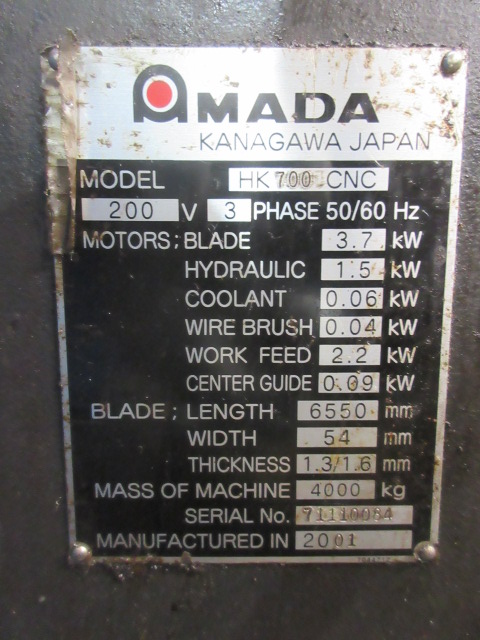 AMADA
KANAGAWA JAPAN
MODEL HK700 CNC
200 V 3 PHASE 50/60 Hz
MOTORS; BLADE 3.7 kW
HYDRAULIC 1.5 kW
COOLANT 0.06 kW
WIRE BRUSH 0.04 kW
WORK FEED 2.2 kW
CENTER GUIDE 0.09 kW
BLADE; LENGTH 6550 mm
WIDTH 54 mm
THICKNESS 1.3/1.6 mm
MASS OF MACHINE 4000 kg
SERIAL No. 71110084
MANUFACTURED IN 2001